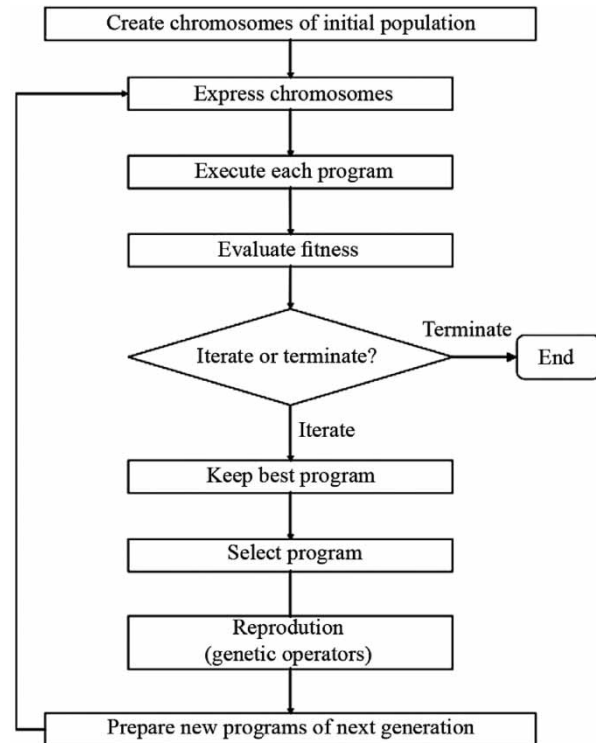 Create chromosomes of initial population
Express chromosomes
Execute each program
Evaluate fitness
Iterate or terminate?
Terminate
End
Iterate
Keep best program
Select program
Reprodution
(genetic operators)
Prepare new programs of next generation